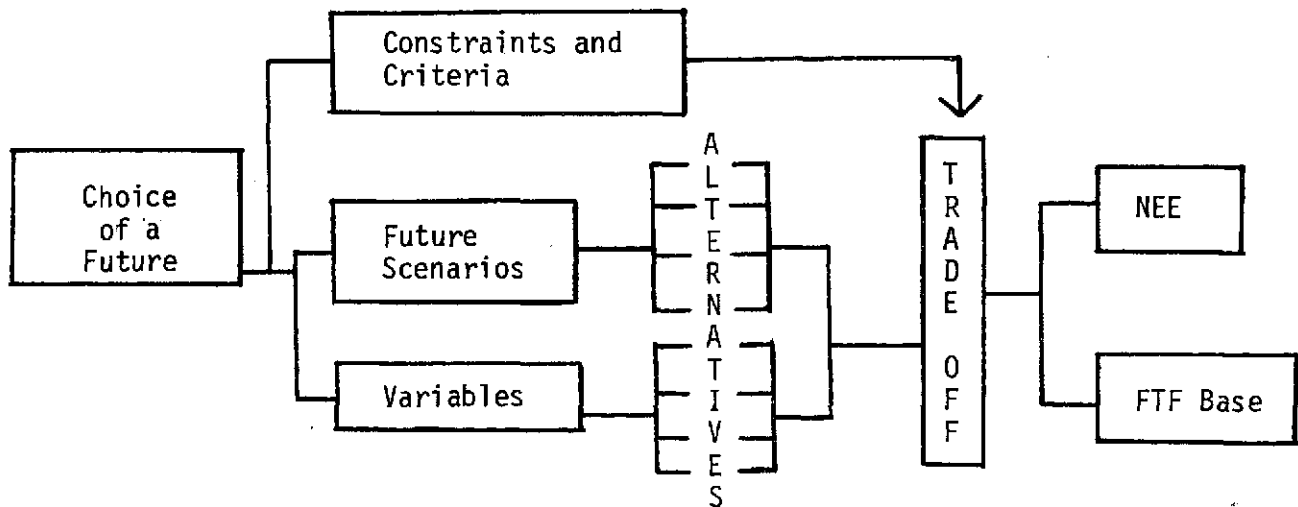 Constraints and
Criteria
Choice
of a
Future
Future
Scenarios
Variables
ALTERNATIVES
TRADE OFF
NEE
FTF Base